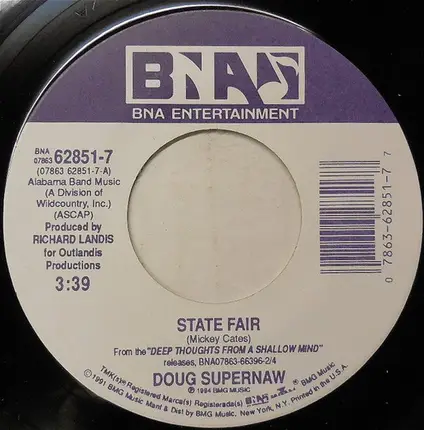 BNA
BNA ENTERTAINMENT
BNA
07863 62851-7
(07863 62851-7-A)
Alabama Band Music
(A Division of
Wildcountry, Inc.)
(ASCAP)
Produced by
RICHARD LANDIS
for Outlandis
Productions
3:39
0 7863-62851-7 7
STATE FAIR
(Mickey Cates)
From the "DEEP THOUGHTS FROM A SHALLOW MIND"
releases, BNA07863-66396-2/4
DOUG SUPERNAW
℗ 1994 BMG MUSIC
TMK(s)® Registered Marca(s) Registrada(s) BMG Music
© 1991 BMG Music Manf & Dist by BMG Music, New York, N.Y. Printed in the U.S.A.